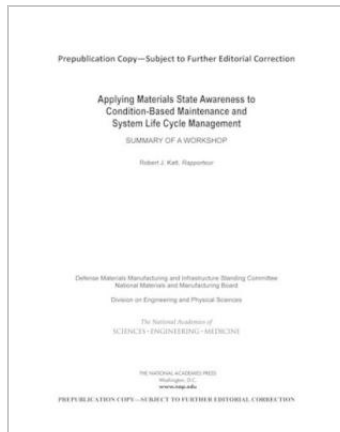 Prepublication Copy—Subject to Further Editorial Correction
Applying Materials State Awareness to
Condition-Based Maintenance and
System Life Cycle Management
SUMMARY OF A WORKSHOP
Robert J. Katt, Rapporteur
Defense Materials Manufacturing and Infrastructure Standing Committee
National Materials and Manufacturing Board
Division on Engineering and Physical Sciences
The National Academies of
SCIENCES • ENGINEERING • MEDICINE
THE NATIONAL ACADEMIES PRESS
Washington, D.C.
www.nap.edu
PREPUBLICATION COPY—SUBJECT TO FURTHER EDITORIAL CORRECTION